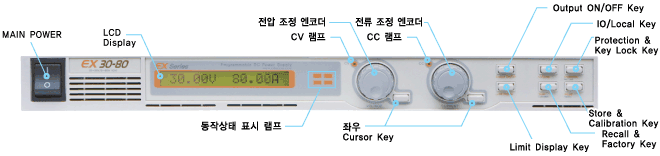 전압 조정 엔코더
전류 조정 엔코더
Output ON/OFF Key
CV 램프
CC 램프
IO/Local Key
LCD
Display
MAIN POWER
Protection &
Key Lock Key
EX 30-80
EX Series
30.00V 80.00A
동작상태 표시 램프
좌우
Cursor Key
Limit Display Key
Store &
Calibration Key
Recall &
Factory Key